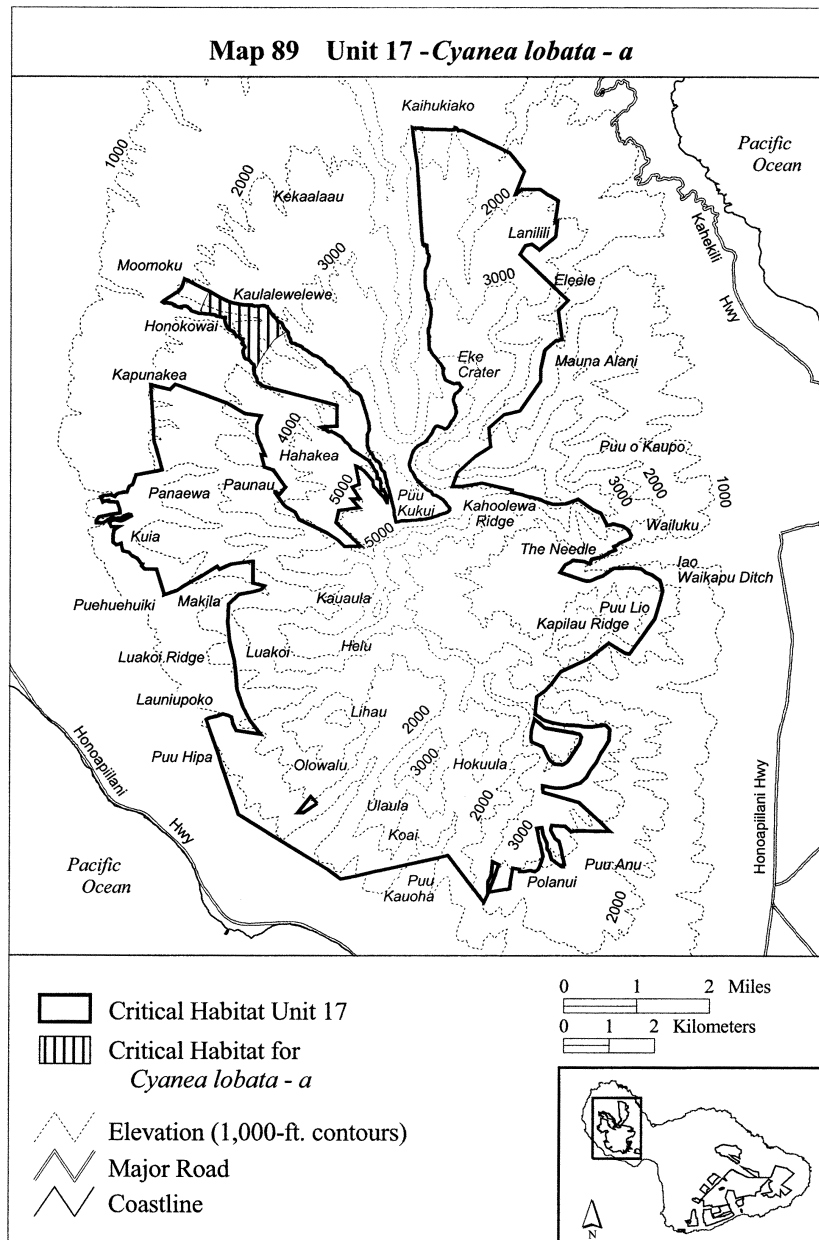 Map 89 Unit 17 -Cyanea lobata - a
Kaihukiako
1000
Pacific
Ocean
2000
Kekaalaau
2000
Kahekili
Hwy
Lanilili
3000
Moomoku
3000
Eleele
Kaulalewelewe
Honokowai
Eke
Crater
Mauna Alani
Kapunakea
4000
Hahakea
Puu o Kaupo
3000
2000
1000
Panaewa
Paunau
5000
Puu
Kukui
Kahoolewa
Ridge
Wailuku
Kuia
5000
The Needle
Iao
Waikapu Ditch
Puehuehuiki
Makila
Kauaula
Puu Lio
Kapilau Ridge
Luakoi Ridge
Luakoi
Helu
Launiupoko
Lihau
2000
Honoapiilani
Hwy
Puu Hipa
Olowalu
3000
Hokuula
Honoapiilani Hwy
Ulaula
2000
Koai
3000
Pacific
Ocean
Puu
Kauoha
Polanui
Puu Anu
2000
Critical Habitat Unit 17
Critical Habitat for
Cyanea lobata - a
Elevation (1,000-ft. contours)
Major Road
Coastline
0 1 2 Miles
0 1 2 Kilometers
N